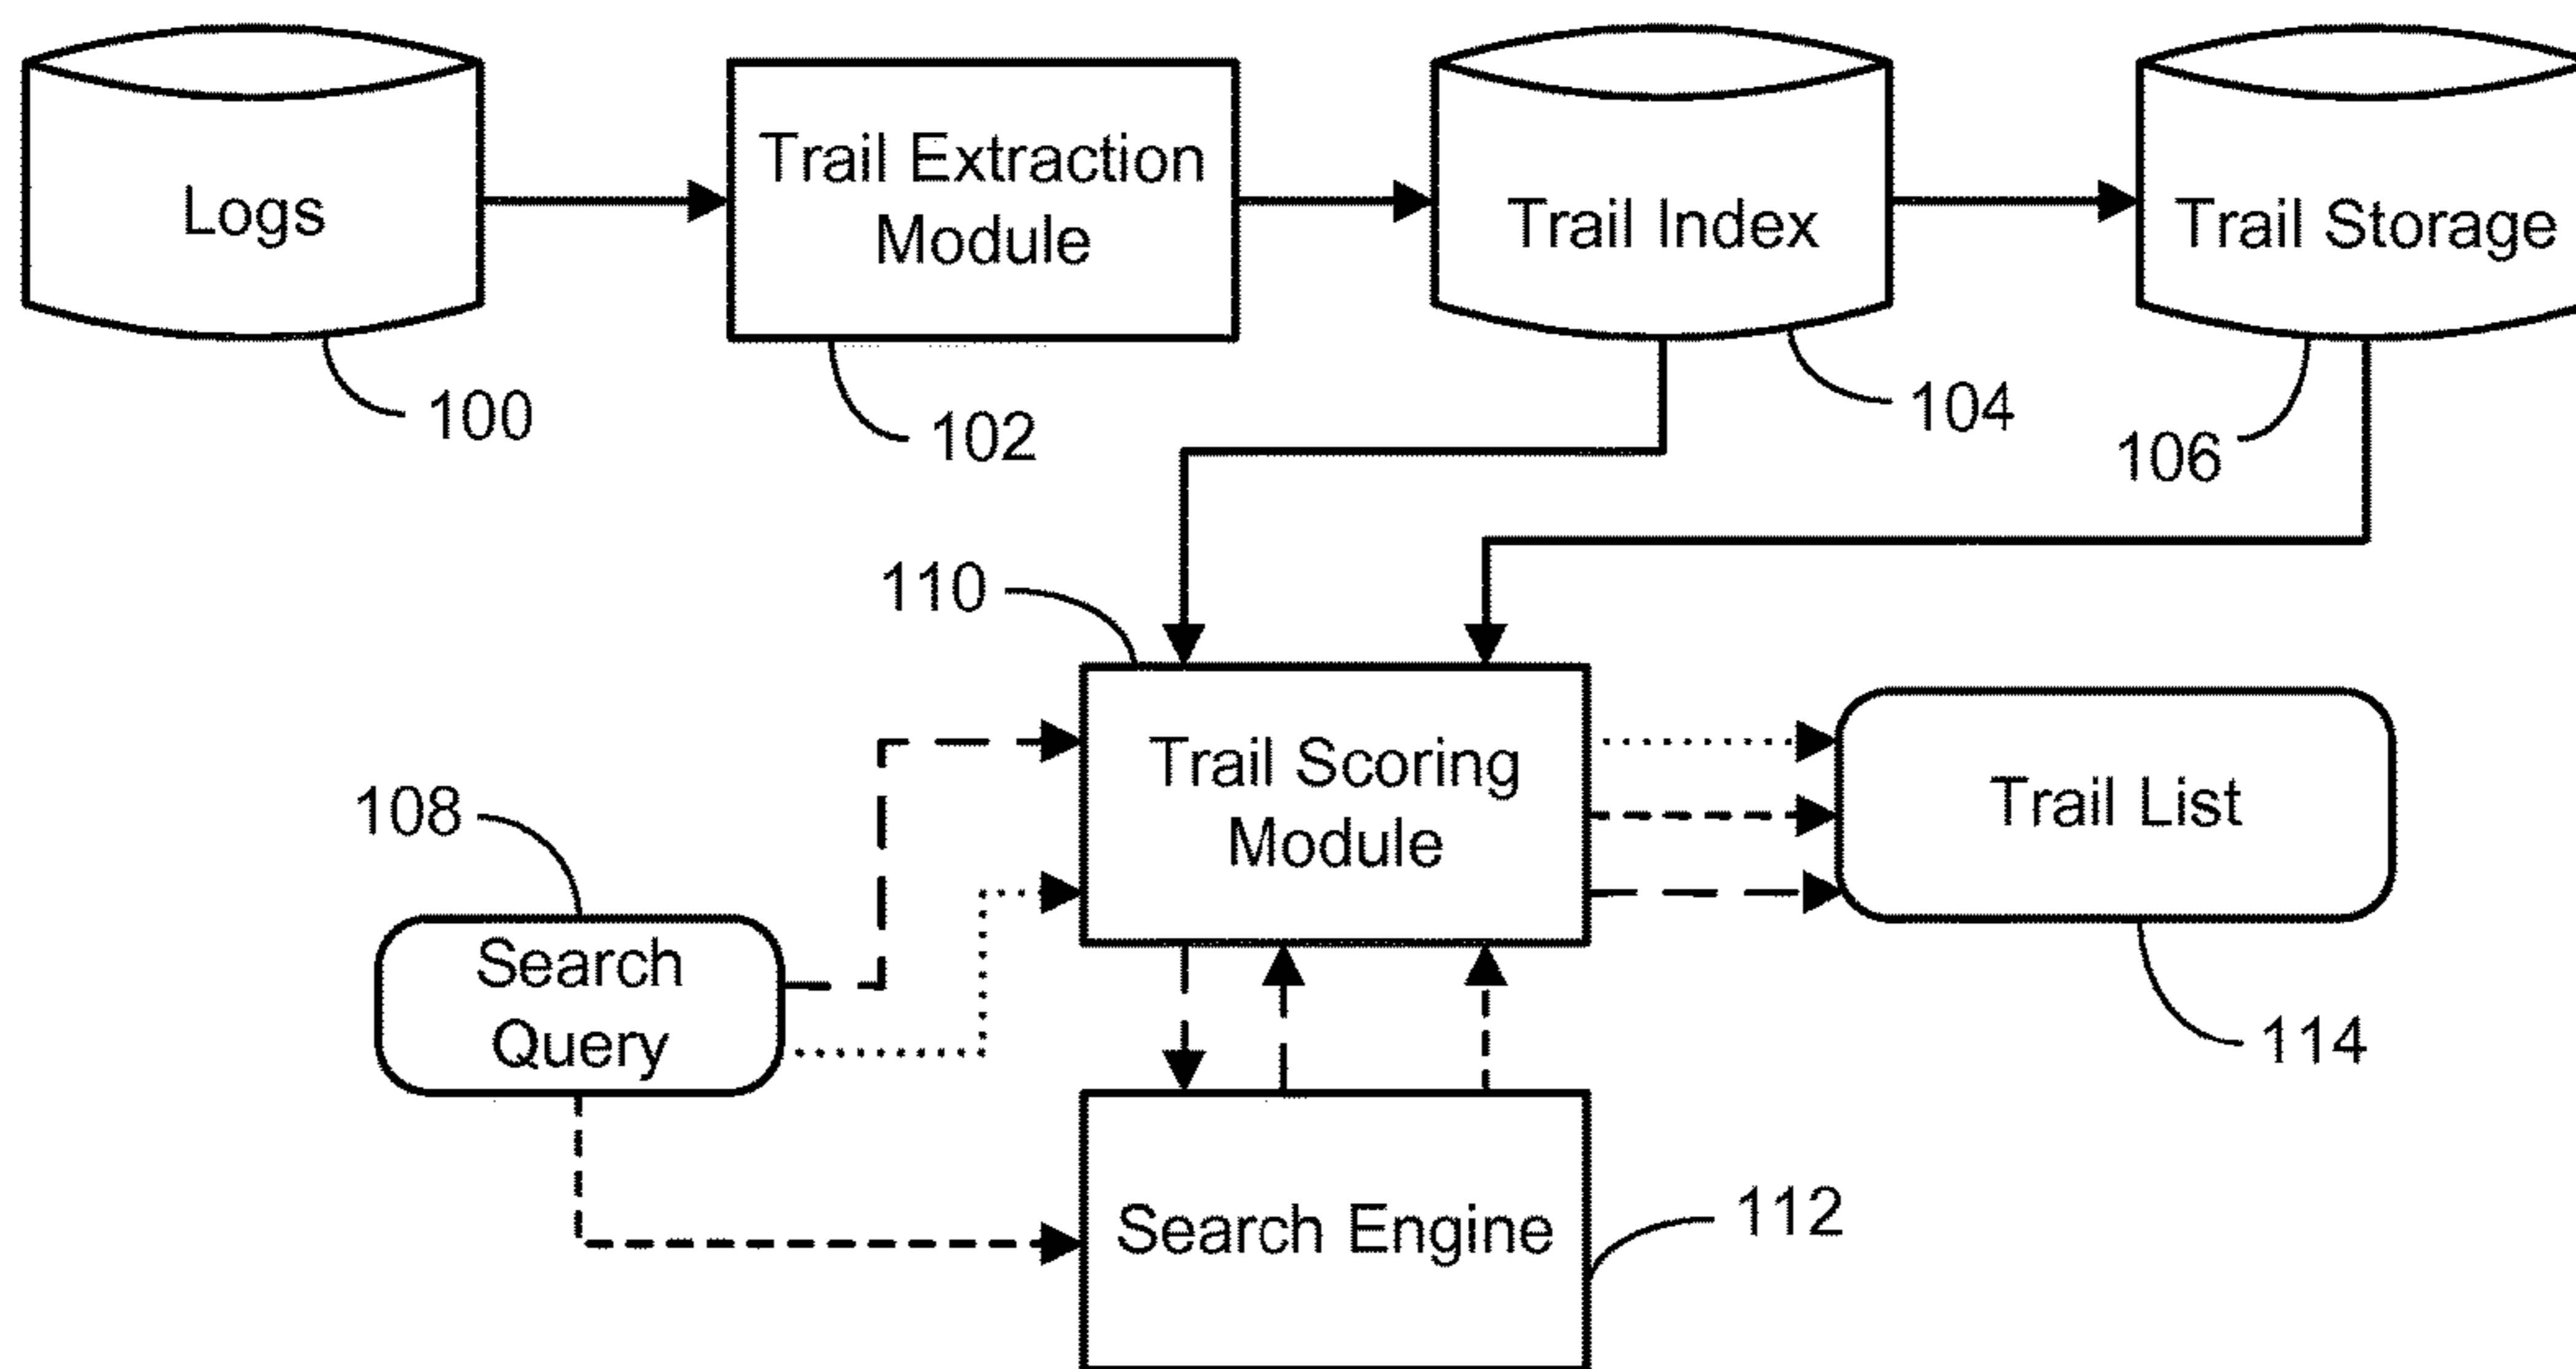 Logs
Trail Extraction
Module
Trail Index
Trail Storage
100
102
104
106
110
108
Trail Scoring
Module
Trail List
Search
Query
114
Search Engine
112